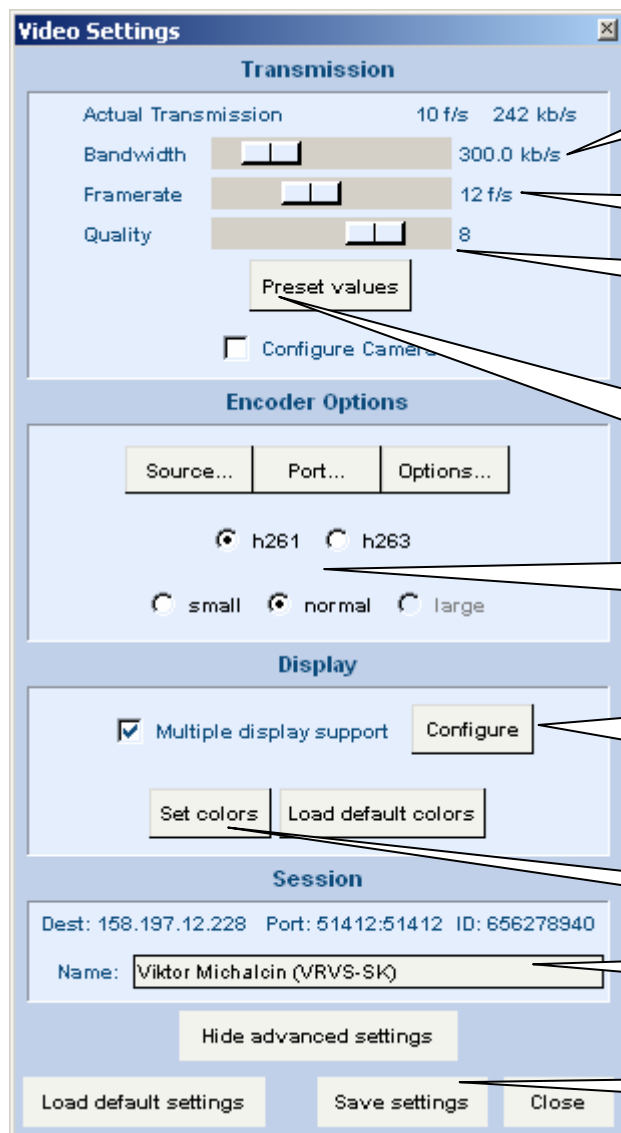 Video Settings
Transmission
Actual Transmission 10 f/s 242 kb/s
Bandwidth 300.0 kb/s
Framerate 12 f/s
Quality 8
Preset values
Configure Camera
Encoder Options
Source... Port... Options...
h261 h263
small normal large
Display
Multiple display support Configure
Set colors Load default colors
Session
Dest: 158.197.12.228 Port: 51412:51412 ID: 656278940
Name: Viktor Michalcin (VRVS-SK)
Hide advanced settings
Load default settings Save settings Close